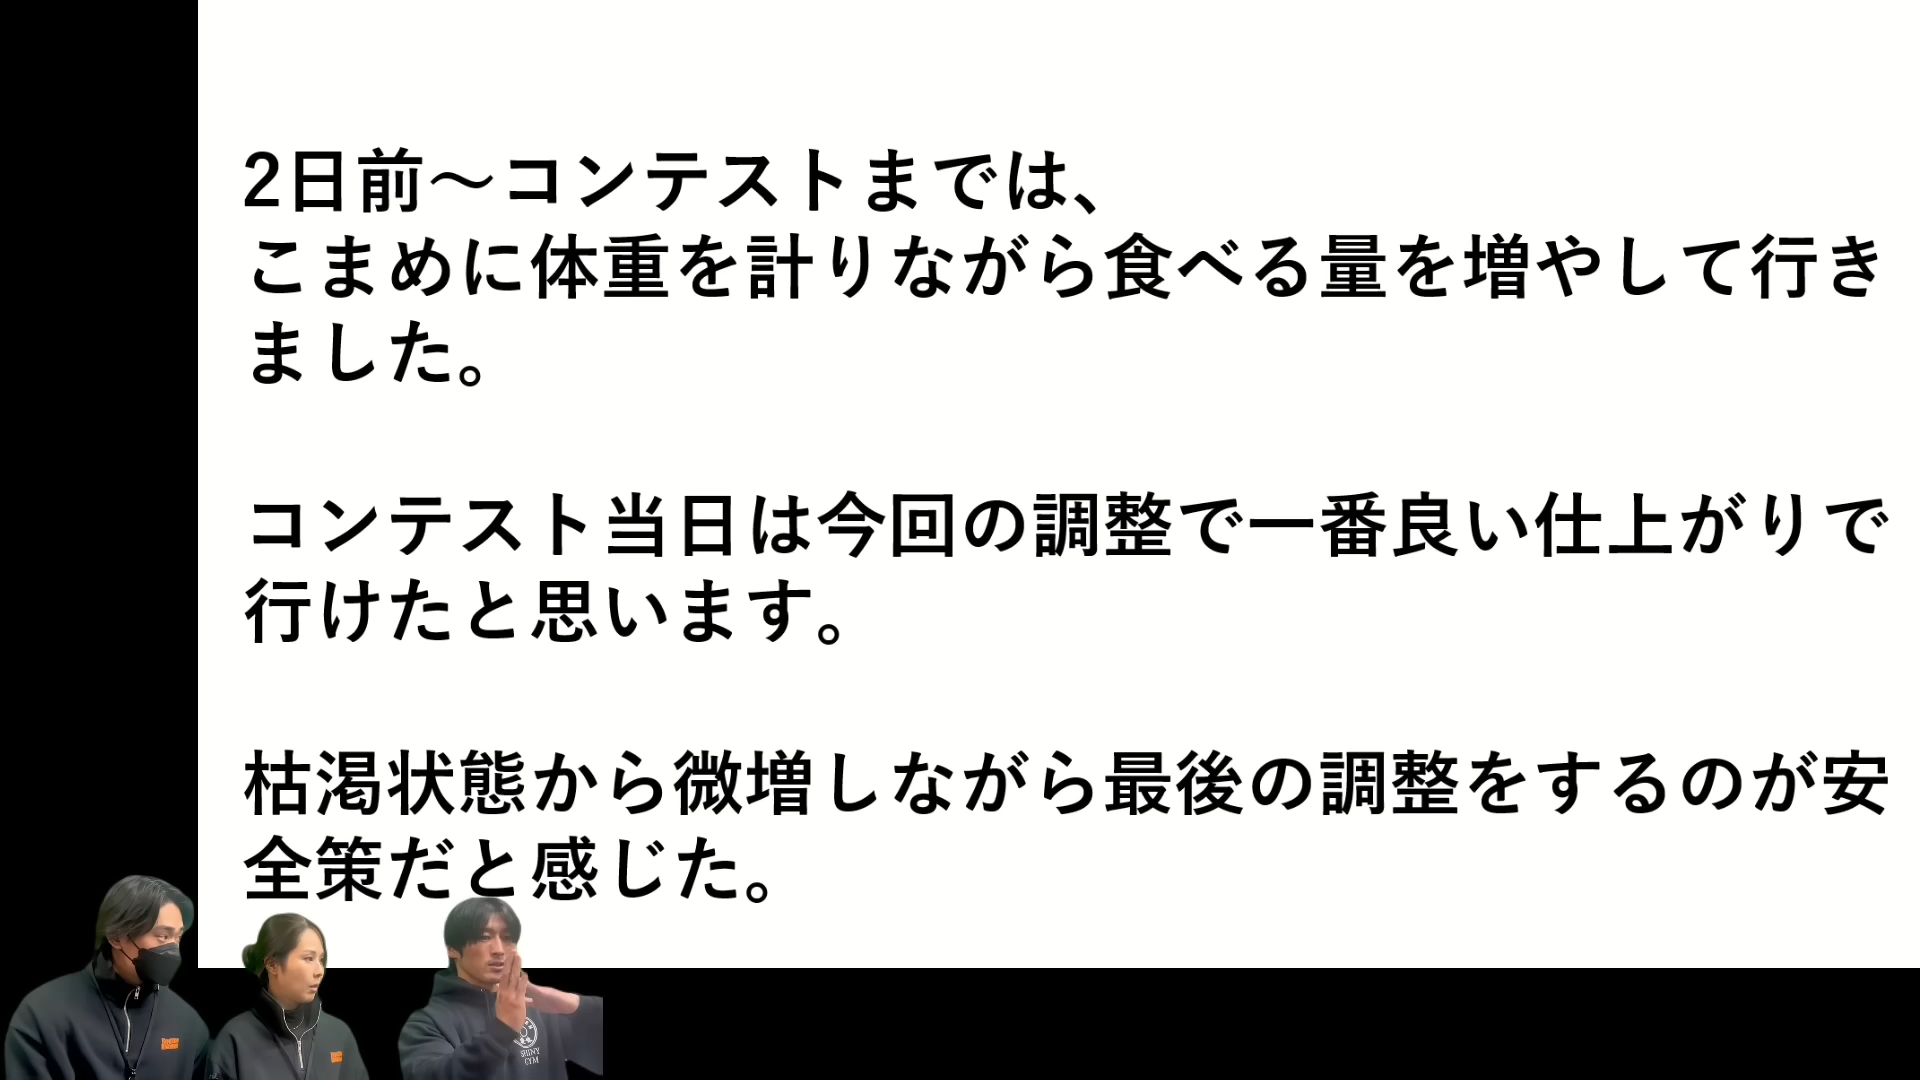 2日前～コンテストまでは、
こまめに体重を計りながら食べる量を増やして行き
ました。
コンテスト当日は今回の調整で一番良い仕上がりで
行けたと思います。
枯渇状態から微増しながら最後の調整をするのが安
全策だと感じた。
SHINY
GYM